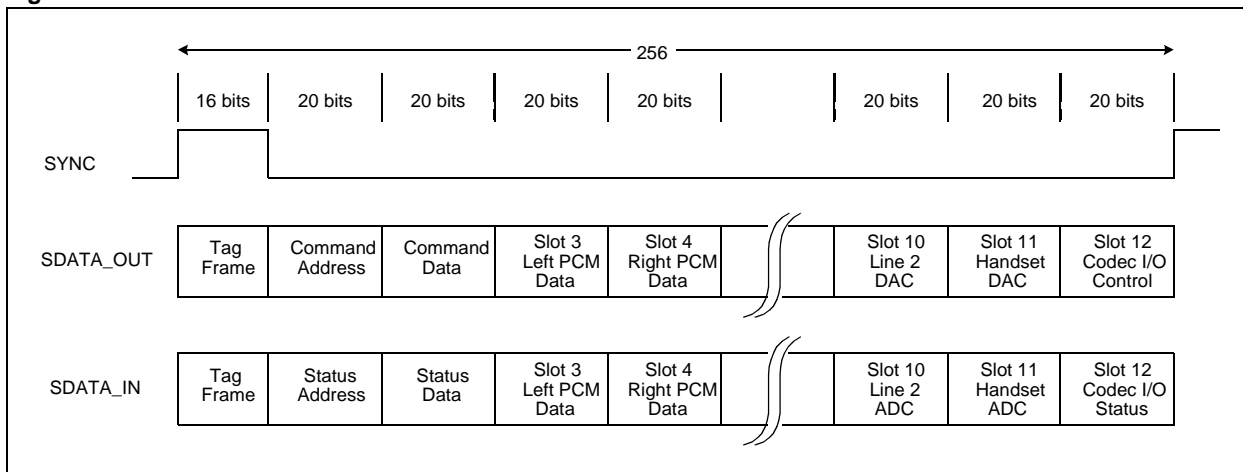 256
16 bits 20 bits 20 bits 20 bits 20 bits 20 bits 20 bits 20 bits
SYNC
SDATA_OUT
Tag
Frame
Command
Address
Command
Data
Slot 3
Left PCM
Data
Slot 4
Right PCM
Data
Slot 10
Line 2
DAC
Slot 11
Handset
DAC
Slot 12
Codec I/O
Control
SDATA_IN
Tag
Frame
Status
Address
Status
Data
Slot 3
Left PCM
Data
Slot 4
Right PCM
Data
Slot 10
Line 2
ADC
Slot 11
Handset
ADC
Slot 12
Codec I/O
Status